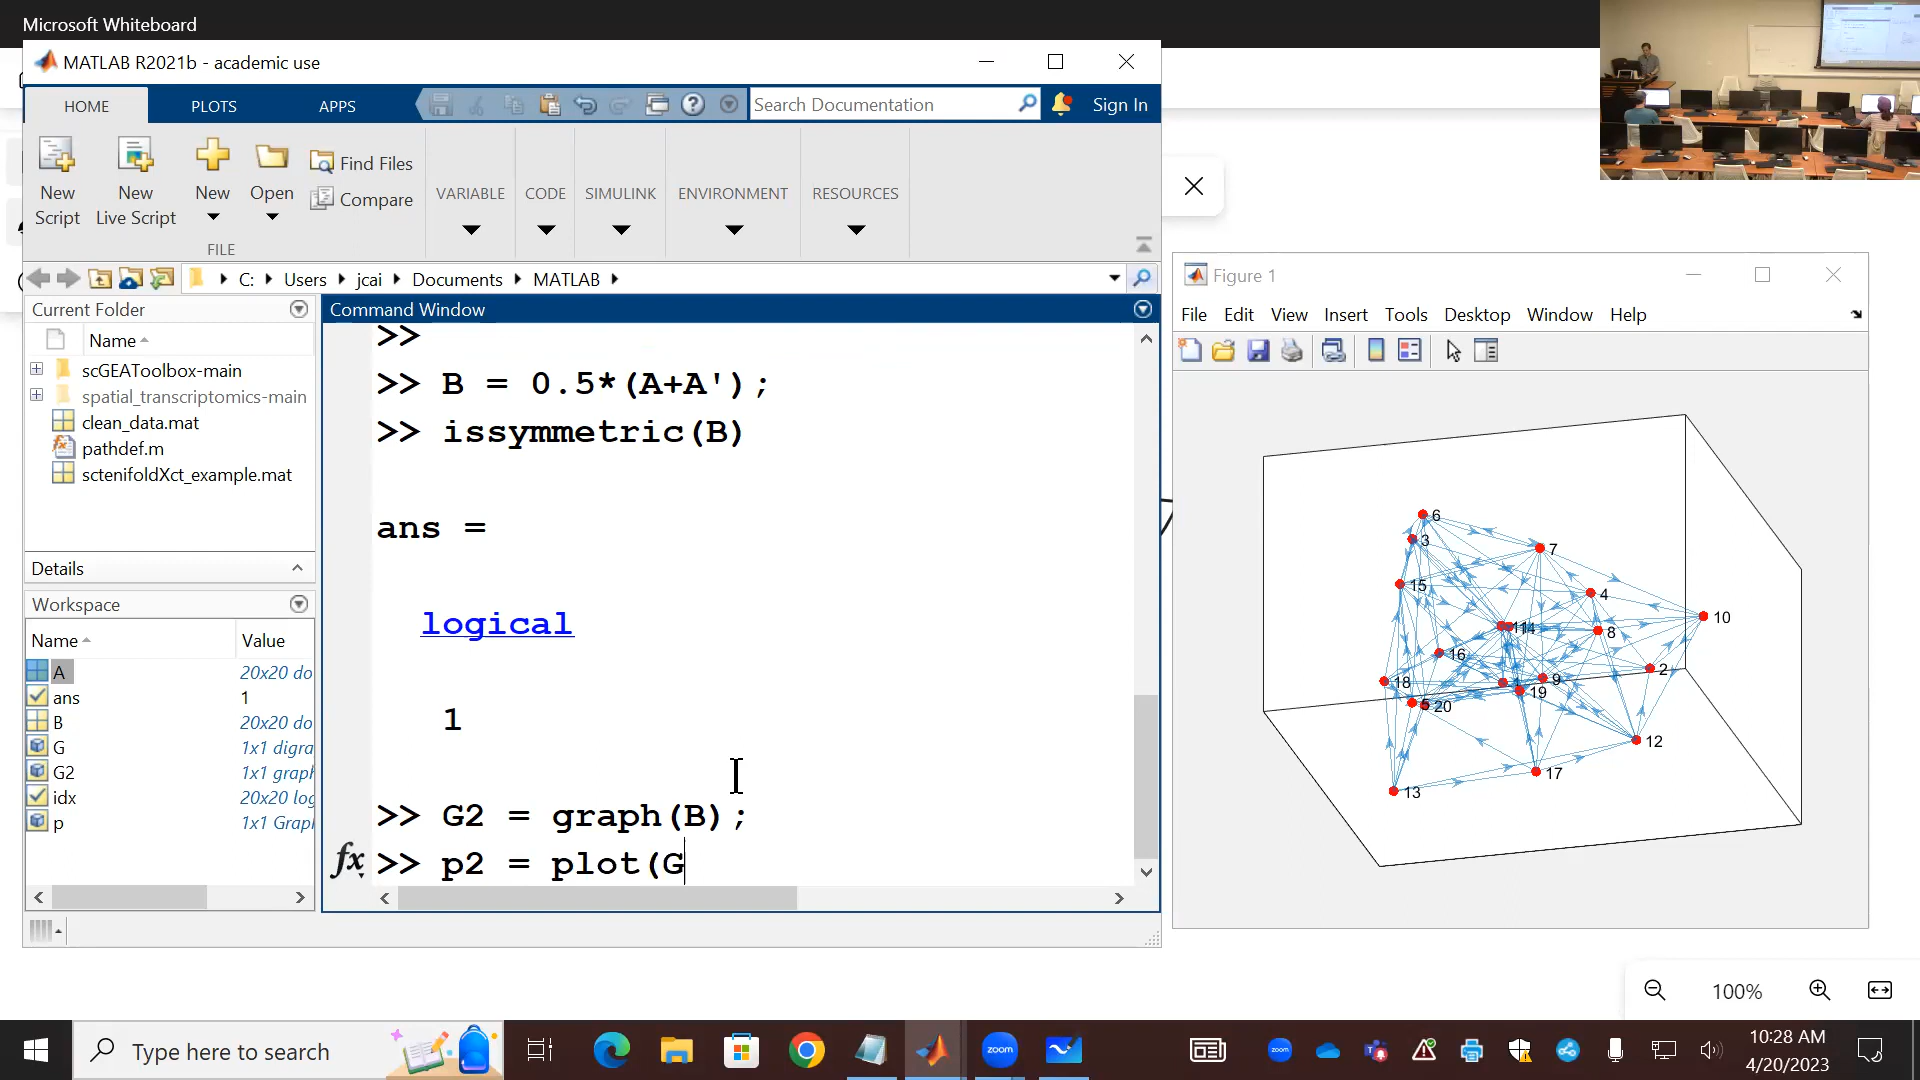 Microsoft Whiteboard
MATLAB R2021b - academic use
HOME PLOTS APPS
Search Documentation
Sign In
New Script
New Live Script
New
Open
Find Files
Compare
FILE
VARIABLE
CODE
SIMULINK
ENVIRONMENT
RESOURCES
C: Users jcai Documents MATLAB
Current Folder
Name
scGEAToolbox-main
spatial_transcriptomics-main
clean_data.mat
pathdef.m
sctenifoldXct_example.mat
Details
Workspace
Name Value
A 20x20 do
ans 1
B 20x20 do
G 1x1 digra
G2 1x1 graph
idx 20x20 log
p 1x1 Graph
Command Window
>>
>> B = 0.5*(A+A');
>> issymmetric(B)
ans =
logical
1
>> G2 = graph(B);
fx >> p2 = plot(G
Figure 1
File Edit View Insert Tools Desktop Window Help
6
3
7
15
4
10
14
8
16
2
18
9
19
20
12
17
13
100%
Type here to search
zoom
zoom
10:28 AM
4/20/2023